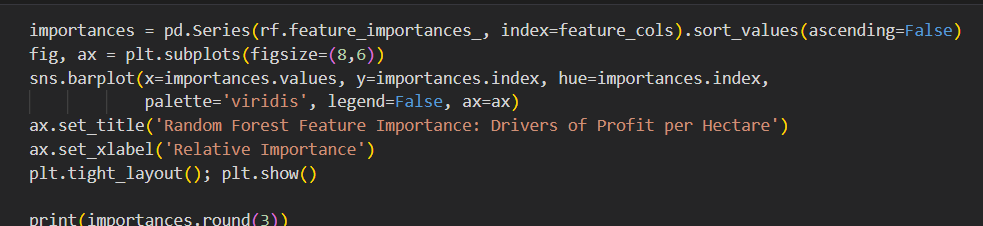 importances = pd.Series(rf.feature_importances_, index=feature_cols).sort_values(ascending=False)
fig, ax = plt.subplots(figsize=(8,6))
sns.barplot(x=importances.values, y=importances.index, hue=importances.index,
            palette='viridis', legend=False, ax=ax)
ax.set_title('Random Forest Feature Importance: Drivers of Profit per Hectare')
ax.set_xlabel('Relative Importance')
plt.tight_layout(); plt.show()

print(importances.round(3))